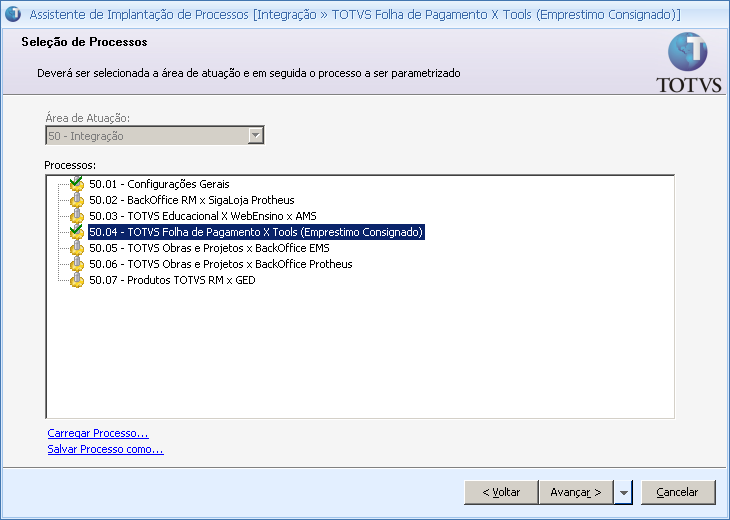 Assistente de Implantação de Processos [Integração » TOTVS Folha de Pagamento X Tools (Emprestimo Consignado)]
Seleção de Processos
Deverá ser selecionada a área de atuação e em seguida o processo a ser parametrizado
TOTVS
Área de Atuação:
50 - Integração
Processos:
50.01 - Configurações Gerais
50.02 - BackOffice RM x SigaLoja Protheus
50.03 - TOTVS Educacional X WebEnsino x AMS
50.04 - TOTVS Folha de Pagamento X Tools (Emprestimo Consignado)
50.05 - TOTVS Obras e Projetos x BackOffice EMS
50.06 - TOTVS Obras e Projetos x BackOffice Protheus
50.07 - Produtos TOTVS RM x GED
Carregar Processo...
Salvar Processo como...
< Voltar
Avançar >
Cancelar